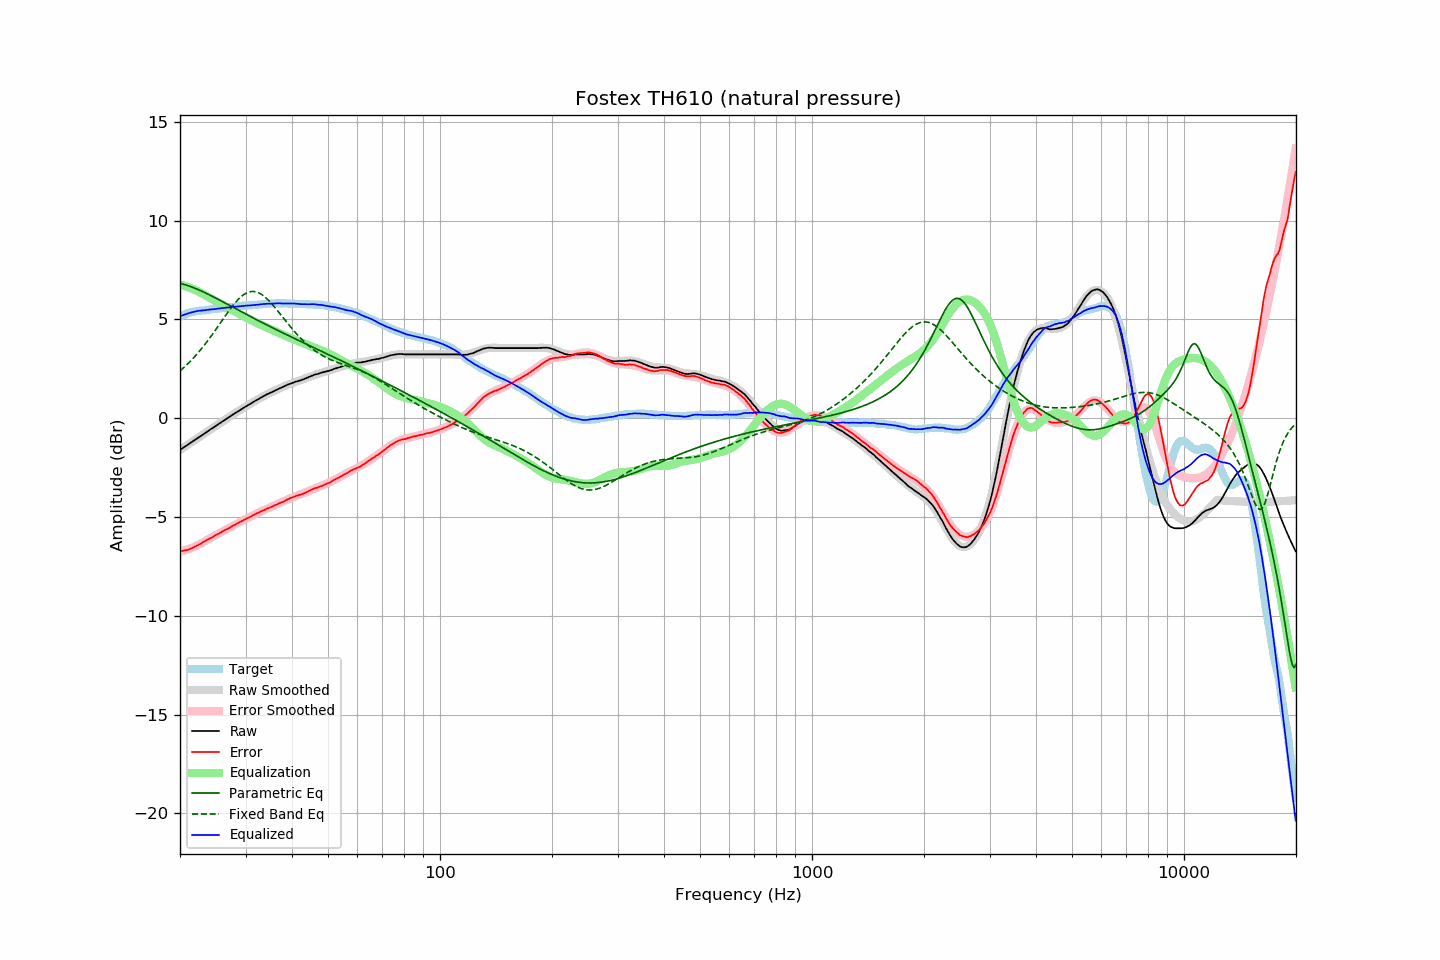 Fostex TH610 (natural pressure)
15
10
5
0
−5
−10
−15
−20
Amplitude (dBr)
Target
Raw Smoothed
Error Smoothed
Raw
Error
Equalization
Parametric Eq
Fixed Band Eq
Equalized
100
1000
10000
Frequency (Hz)